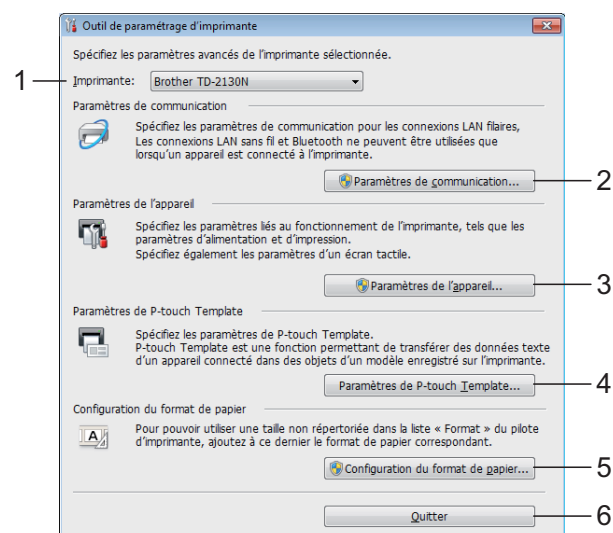 Outil de paramétrage d'imprimante
Spécifiez les paramètres avancés de l'imprimante sélectionnée.
1
Imprimante: Brother TD-2130N
Paramètres de communication
Spécifiez les paramètres de communication pour les connexions LAN filaires,
Les connexions LAN sans fil et Bluetooth ne peuvent être utilisées que
lorsqu'un appareil est connecté à l'imprimante.
Paramètres de communication...
2
Paramètres de l'appareil
Spécifiez les paramètres liés au fonctionnement de l'imprimante, tels que les
paramètres d'alimentation et d'impression.
Spécifiez également les paramètres d'un écran tactile.
Paramètres de l'appareil...
3
Paramètres de P-touch Template
Spécifiez les paramètres de P-touch Template.
P-touch Template est une fonction permettant de transférer des données texte
d'un appareil connecté dans des objets d'un modèle enregistré sur l'imprimante.
Paramètres de P-touch Template...
4
Configuration du format de papier
A
Pour pouvoir utiliser une taille non répertoriée dans la liste « Format » du pilote
d'imprimante, ajoutez à ce dernier le format de papier correspondant.
Configuration du format de papier...
5
Quitter
6